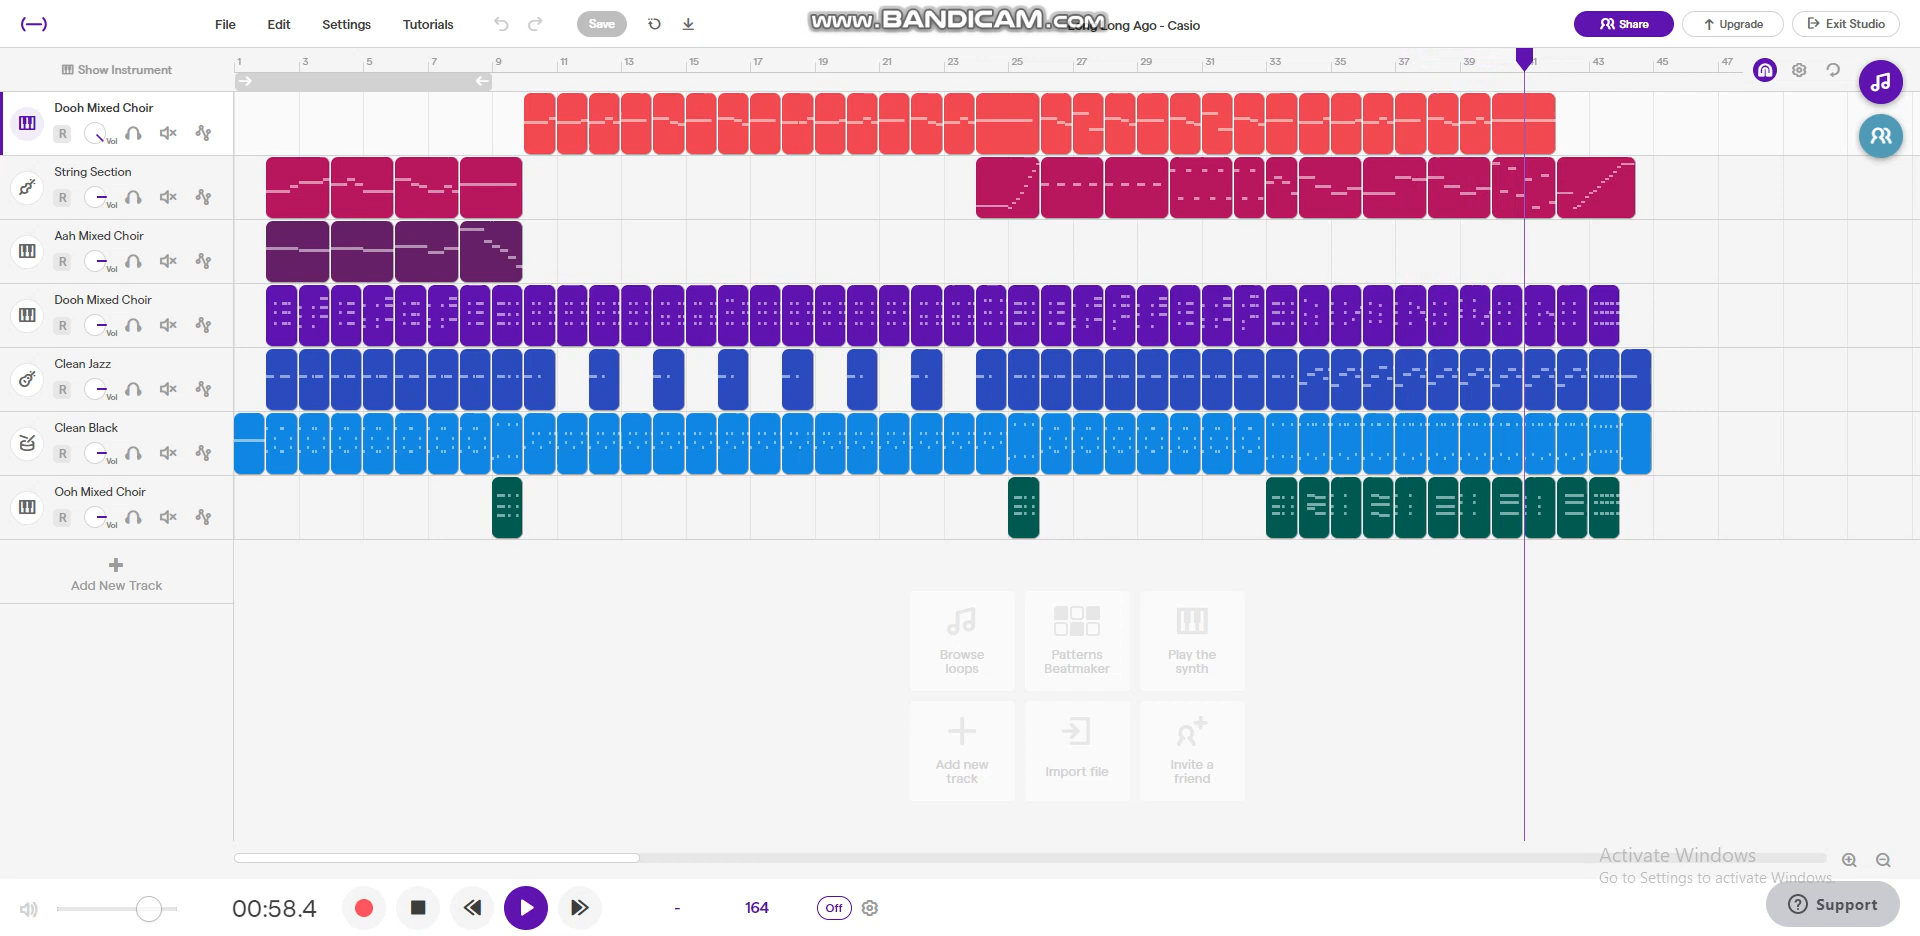 File Edit Settings Tutorials Save www.BANDICAM.com Long Ago - Casio Share Upgrade Exit Studio
Show Instrument 1 3 5 7 9 11 13 15 17 19 21 23 25 27 29 31 33 35 37 39 43 45 47
Dooh Mixed Choir
R Vol
String Section
R Vol
Aah Mixed Choir
R Vol
Dooh Mixed Choir
R Vol
Clean Jazz
R Vol
Clean Black
R Vol
Ooh Mixed Choir
R Vol
Add New Track
Browse loops
Patterns Beatmaker
Play the synth
Add new track
Import file
Invite a friend
Activate Windows
Go to Settings to activate Windows.
00:58.4 - 164 Off
Support